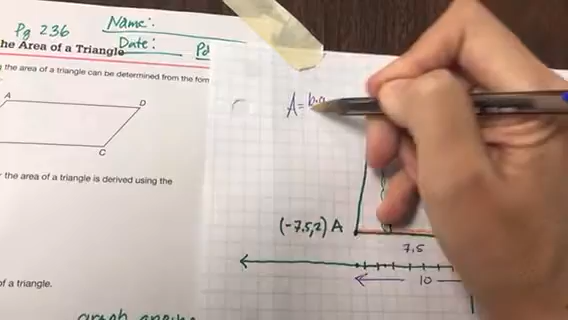 Pg 236
Name:
Date:
he Area of a Triangle
the area of a triangle can be determined from the form
A
D
C
the area of a triangle is derived using the
of a triangle.
A=
(-7.5,2) A
7.5
10